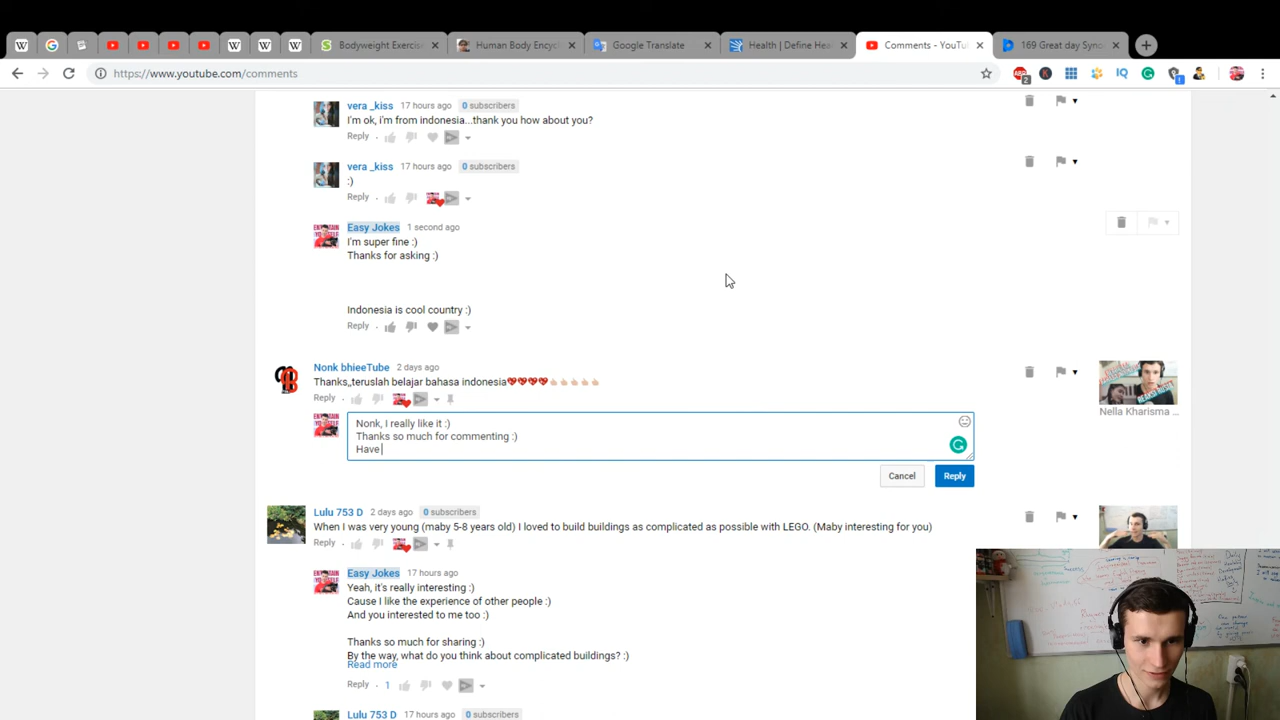 Bodyweight Exercis
Human Body Ency
Google Translate
Health | Define Hea
Comments - YouTu
169 Great day Syno
https://www.youtube.com/comments
vera _kiss 17 hours ago 0 subscribers
I'm ok, i'm from indonesia...thank you how about you?
Reply
vera _kiss 17 hours ago 0 subscribers
:)
Reply
Easy Jokes 1 second ago
I'm super fine :)
Thanks for asking :)
Indonesia is cool country :)
Reply
Nonk bhieeTube 2 days ago
Thanks,,teruslah belajar bahasa indonesia💖💖💖💖👆🏻👆🏻👆🏻👆🏻👆🏻
Reply
Nella Kharisma ...
Nonk, I really like it :)
Thanks so much for commenting :)
Have
Cancel Reply
Lulu 753 D 2 days ago 0 subscribers
When I was very young (maby 5-8 years old) I loved to build buildings as complicated as possible with LEGO. (Maby interesting for you)
Reply
Easy Jokes 17 hours ago
Yeah, it's really interesting :)
Cause I like the experience of other people :)
And you interested to me too :)
Thanks so much for sharing :)
By the way, what do you think about complicated buildings? :)
Read more
Reply 1
Lulu 753 D 17 hours ago 0 subscribers